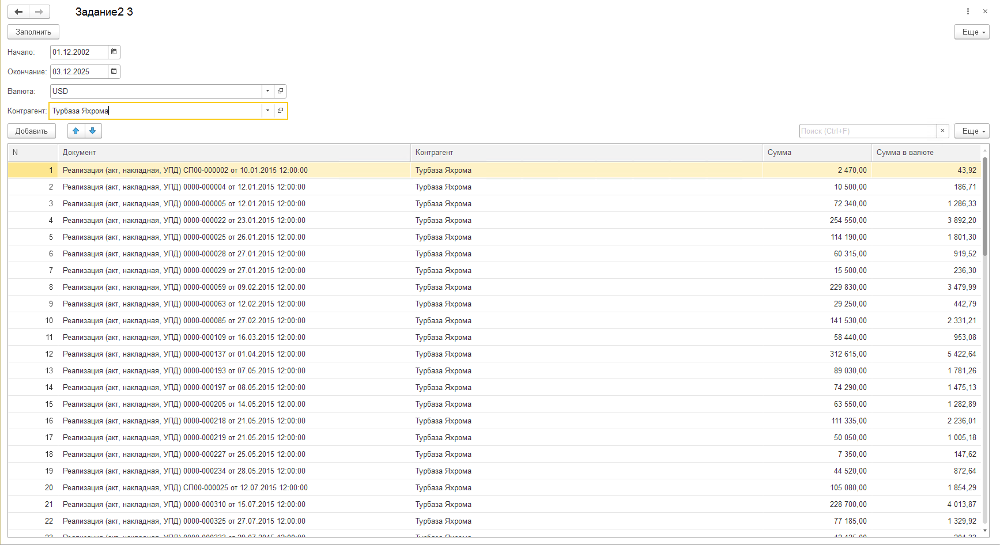 Задание2 3
Заполнить Еще
Начало: 01.12.2002
Окончание: 03.12.2025
Валюта: USD
Контрагент: Турбаза Яхрома
Добавить Поиск (Ctrl+F) × Еще
N Документ Контрагент Сумма Сумма в валюте
1 Реализация (акт, накладная, УПД) СП00-000002 от 10.01.2015 12:00:00 Турбаза Яхрома 2 470,00 43,92
2 Реализация (акт, накладная, УПД) 0000-000004 от 12.01.2015 12:00:00 Турбаза Яхрома 10 500,00 186,71
3 Реализация (акт, накладная, УПД) 0000-000005 от 12.01.2015 12:00:00 Турбаза Яхрома 72 340,00 1 286,33
4 Реализация (акт, накладная, УПД) 0000-000022 от 23.01.2015 12:00:00 Турбаза Яхрома 254 550,00 3 892,20
5 Реализация (акт, накладная, УПД) 0000-000025 от 26.01.2015 12:00:00 Турбаза Яхрома 114 190,00 1 801,30
6 Реализация (акт, накладная, УПД) 0000-000028 от 27.01.2015 12:00:00 Турбаза Яхрома 60 315,00 919,52
7 Реализация (акт, накладная, УПД) 0000-000029 от 27.01.2015 12:00:00 Турбаза Яхрома 15 500,00 236,30
8 Реализация (акт, накладная, УПД) 0000-000059 от 09.02.2015 12:00:00 Турбаза Яхрома 229 830,00 3 479,99
9 Реализация (акт, накладная, УПД) 0000-000063 от 12.02.2015 12:00:00 Турбаза Яхрома 29 250,00 442,79
10 Реализация (акт, накладная, УПД) 0000-000085 от 27.02.2015 12:00:00 Турбаза Яхрома 141 530,00 2 331,21
11 Реализация (акт, накладная, УПД) 0000-000109 от 16.03.2015 12:00:00 Турбаза Яхрома 58 440,00 953,08
12 Реализация (акт, накладная, УПД) 0000-000137 от 01.04.2015 12:00:00 Турбаза Яхрома 312 615,00 5 422,64
13 Реализация (акт, накладная, УПД) 0000-000193 от 07.05.2015 12:00:00 Турбаза Яхрома 89 030,00 1 781,26
14 Реализация (акт, накладная, УПД) 0000-000197 от 08.05.2015 12:00:00 Турбаза Яхрома 74 290,00 1 475,13
15 Реализация (акт, накладная, УПД) 0000-000205 от 14.05.2015 12:00:00 Турбаза Яхрома 63 550,00 1 282,89
16 Реализация (акт, накладная, УПД) 0000-000218 от 21.05.2015 12:00:00 Турбаза Яхрома 111 335,00 2 236,01
17 Реализация (акт, накладная, УПД) 0000-000219 от 21.05.2015 12:00:00 Турбаза Яхрома 50 050,00 1 005,18
18 Реализация (акт, накладная, УПД) 0000-000227 от 25.05.2015 12:00:00 Турбаза Яхрома 7 350,00 147,62
19 Реализация (акт, накладная, УПД) 0000-000234 от 28.05.2015 12:00:00 Турбаза Яхрома 44 520,00 872,64
20 Реализация (акт, накладная, УПД) СП00-000025 от 12.07.2015 12:00:00 Турбаза Яхрома 105 080,00 1 854,29
21 Реализация (акт, накладная, УПД) 0000-000310 от 15.07.2015 12:00:00 Турбаза Яхрома 228 700,00 4 013,87
22 Реализация (акт, накладная, УПД) 0000-000325 от 27.07.2015 12:00:00 Турбаза Яхрома 77 185,00 1 329,92